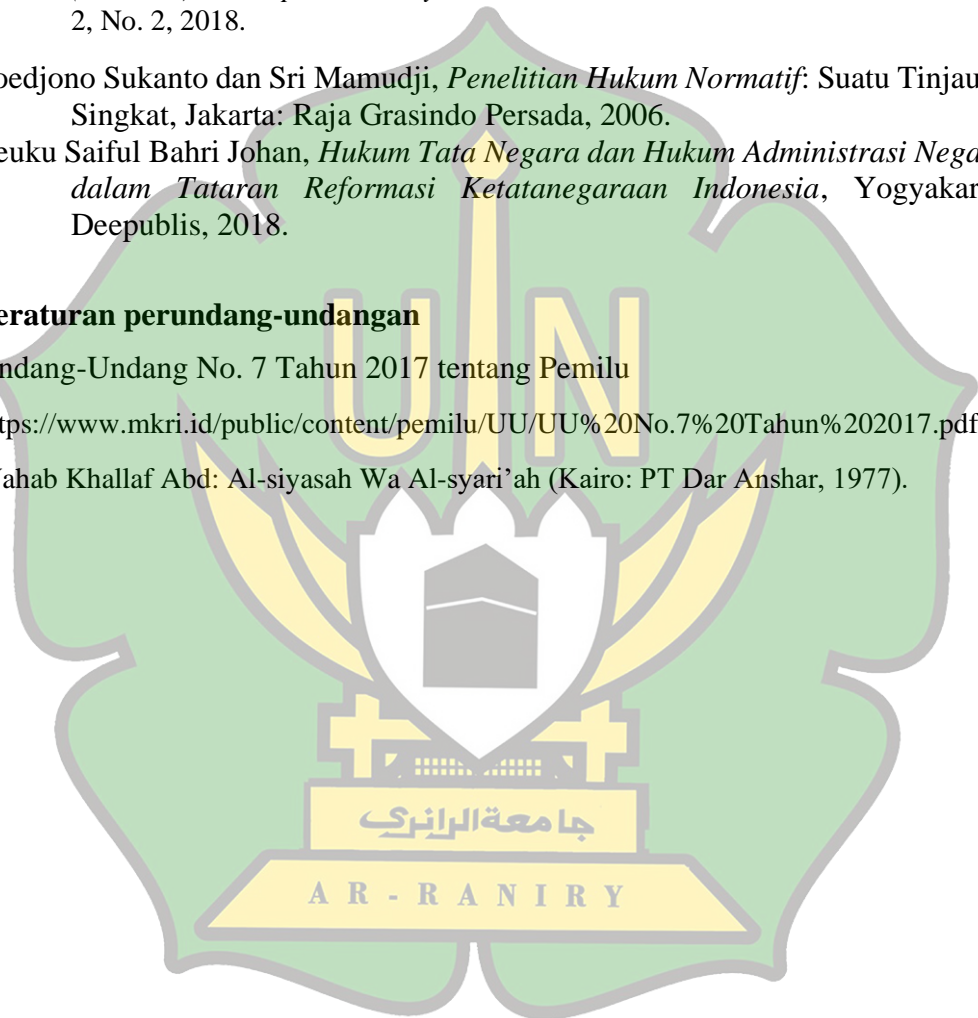 2, No. 2, 2018.
oedjono Sukanto dan Sri Mamudji, Penelitian Hukum Normatif: Suatu Tinjau
Singkat, Jakarta: Raja Grasindo Persada, 2006.
euku Saiful Bahri Johan, Hukum Tata Negara dan Hukum Administrasi Nega
dalam Tataran Reformasi Ketatanegaraan Indonesia, Yogyakar
Deepublis, 2018.
eraturan perundang-undangan
ndang-Undang No. 7 Tahun 2017 tentang Pemilu
tps://www.mkri.id/public/content/pemilu/UU/UU%20No.7%20Tahun%202017.pdf
ahab Khallaf Abd: Al-siyasah Wa Al-syari’ah (Kairo: PT Dar Anshar, 1977).
UIN
جامعة الرانري
AR-RANIRY